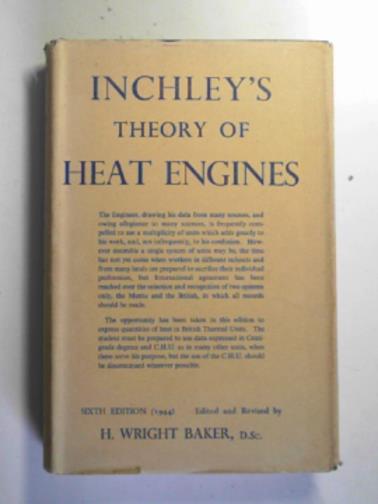 INCHLEY'S
THEORY OF
HEAT ENGINES
The Engineer, drawing his data from many sources, and
owing allegiance to many sciences, is frequently com-
pelled to use a multiplicity of units which adds greatly to
his work, and, not infrequently, to his confusion. How-
ever desirable a single system of units may be, the time
has not yet come when workers in different subjects and
from many lands are prepared to sacrifice their individual
preferences, but International agreement has been
reached over the selection and recognition of two systems
only, the Metric and the British, in which all records
should be made.
The opportunity has been taken in this edition to
express quantities of heat in British Thermal Units. The
student must be prepared to use data expressed in Centi-
grade degrees and C.H.U. as in many other units, when
these serve his purpose, but the use of the C.H.U. should
be discontinued wherever possible.
SIXTH EDITION (1944) Edited and Revised by
H. WRIGHT BAKER, D.Sc.